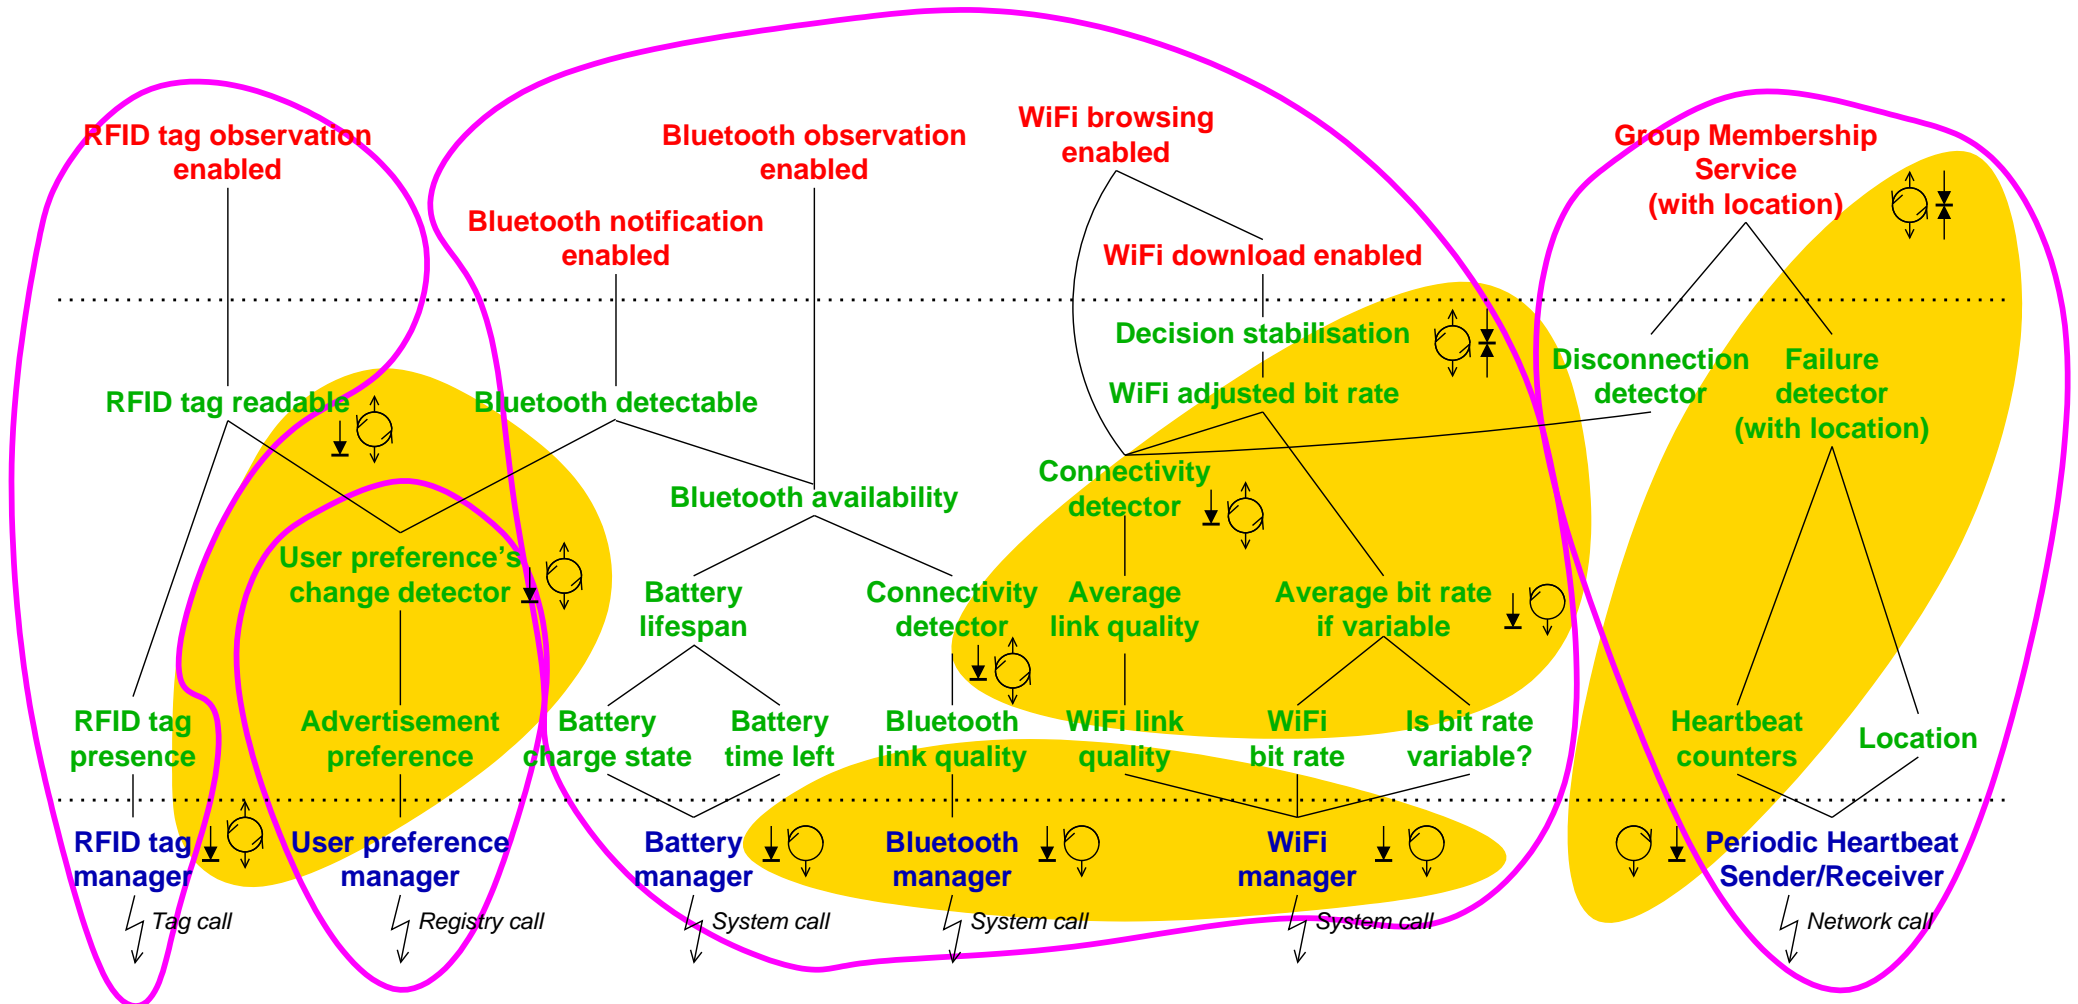 RFID tag observation
enabled
Bluetooth observation
enabled
WiFi browsing
enabled
Group Membership
Service
(with location)
Bluetooth notification
enabled
WiFi download enabled
Decision stabilisation
WiFi adjusted bit rate
Disconnection
detector
Failure
detector
(with location)
RFID tag readable
Bluetooth detectable
Connectivity
detector
Bluetooth availability
User preference's
change detector
Battery
lifespan
Connectivity
detector
Average
link quality
Average bit rate
if variable
RFID tag
presence
Advertisement
preference
Battery
charge state
Battery
time left
Bluetooth
link quality
WiFi link
quality
WiFi
bit rate
Is bit rate
variable?
Heartbeat
counters
Location
RFID tag
manager
User preference
manager
Battery
manager
Bluetooth
manager
WiFi
manager
Periodic Heartbeat
Sender/Receiver
Tag call
Registry call
System call
System call
System call
Network call